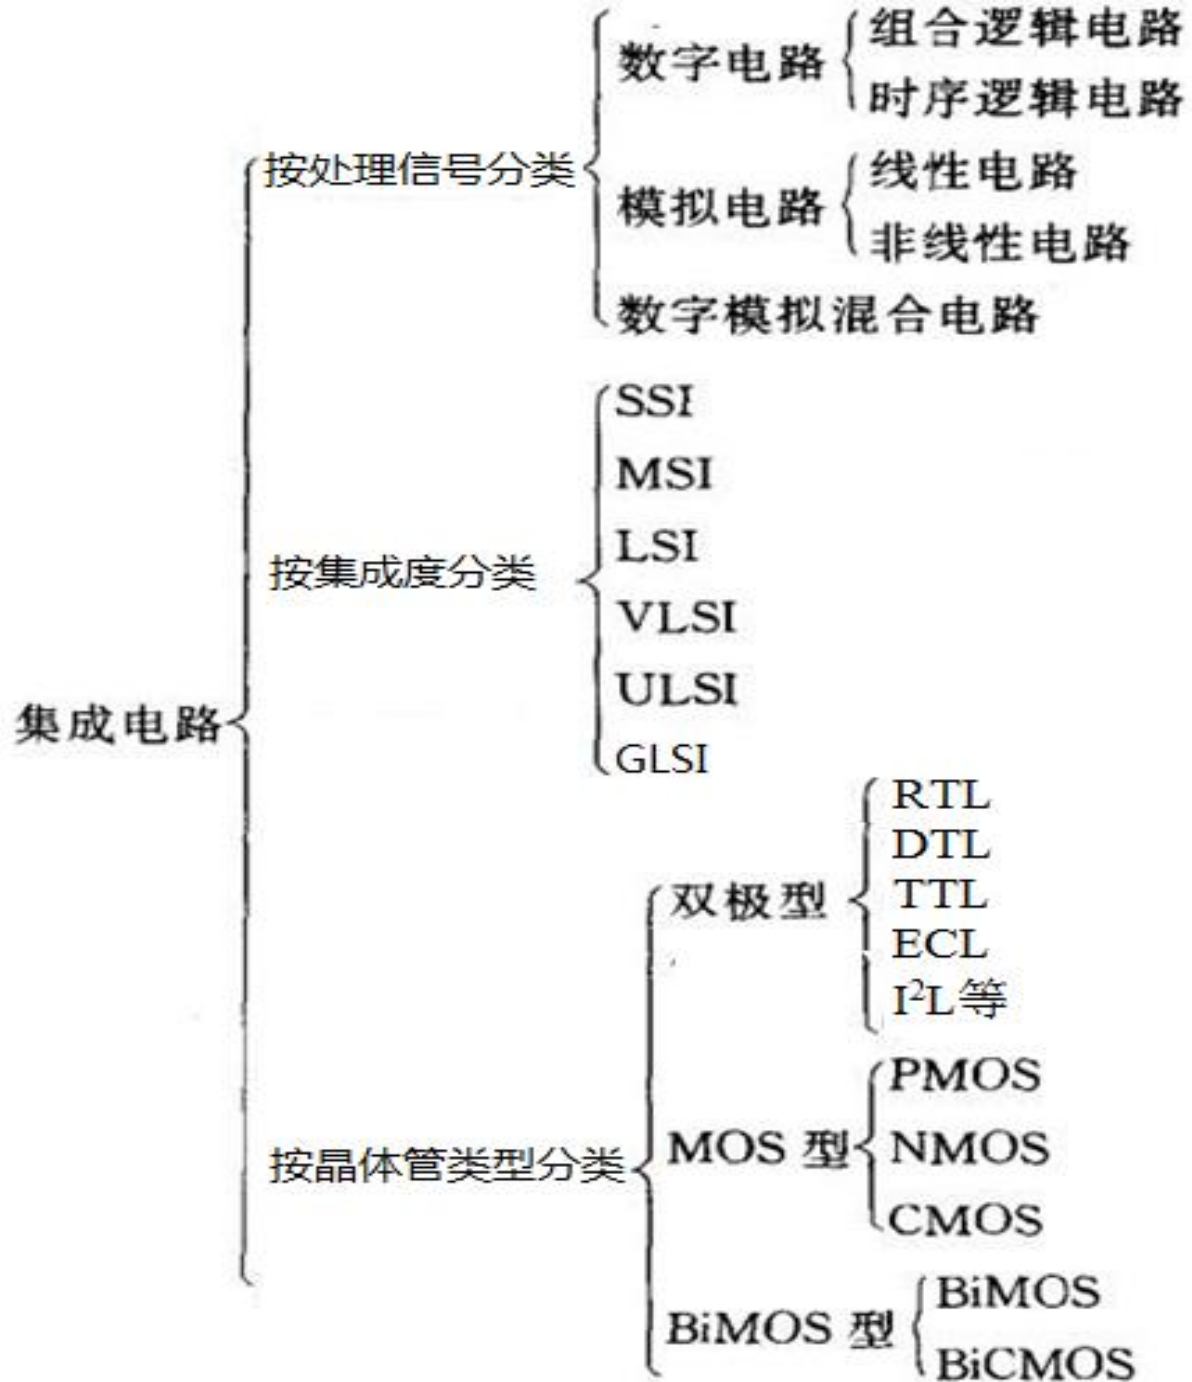 集成电路
按处理信号分类
数字电路
组合逻辑电路
时序逻辑电路
模拟电路
线性电路
非线性电路
数字模拟混合电路
按集成度分类
SSI
MSI
LSI
VLSI
ULSI
GLSI
按晶体管类型分类
双极型
RTL
DTL
TTL
ECL
I²L等
MOS 型
PMOS
NMOS
CMOS
BiMOS 型
BiMOS
BiCMOS